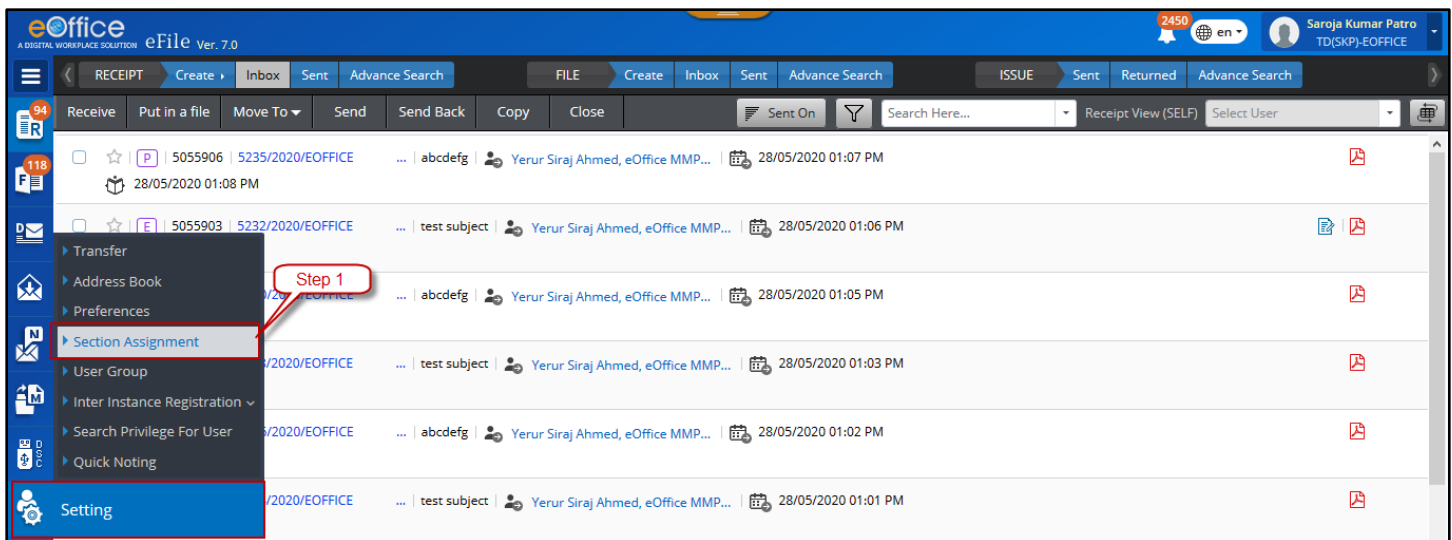 eOffice
A DIGITAL WORKPLACE SOLUTION eFile Ver. 7.0
2450 en Saroja Kumar Patro
TD(SKP)-EOFFICE
RECEIPT Create Inbox Sent Advance Search FILE Create Inbox Sent Advance Search ISSUE Sent Returned Advance Search
94 R Receive Put in a file Move To Send Send Back Copy Close Sent On Search Here... Receipt View (SELF) Select User
118 F P 5055906 5235/2020/EOFFICE ... abcdefg Yerur Siraj Ahmed, eOffice MMP... 28/05/2020 01:07 PM
28/05/2020 01:08 PM
D E 5055903 5232/2020/EOFFICE ... test subject Yerur Siraj Ahmed, eOffice MMP... 28/05/2020 01:06 PM
Transfer
Address Book Step 1
/2020/EOFFICE ... abcdefg Yerur Siraj Ahmed, eOffice MMP... 28/05/2020 01:05 PM
Preferences
N Section Assignment
/2020/EOFFICE ... test subject Yerur Siraj Ahmed, eOffice MMP... 28/05/2020 01:03 PM
User Group
M Inter Instance Registration
DSC Search Privilege For User /2020/EOFFICE ... abcdefg Yerur Siraj Ahmed, eOffice MMP... 28/05/2020 01:02 PM
Quick Noting
Setting /2020/EOFFICE ... test subject Yerur Siraj Ahmed, eOffice MMP... 28/05/2020 01:01 PM